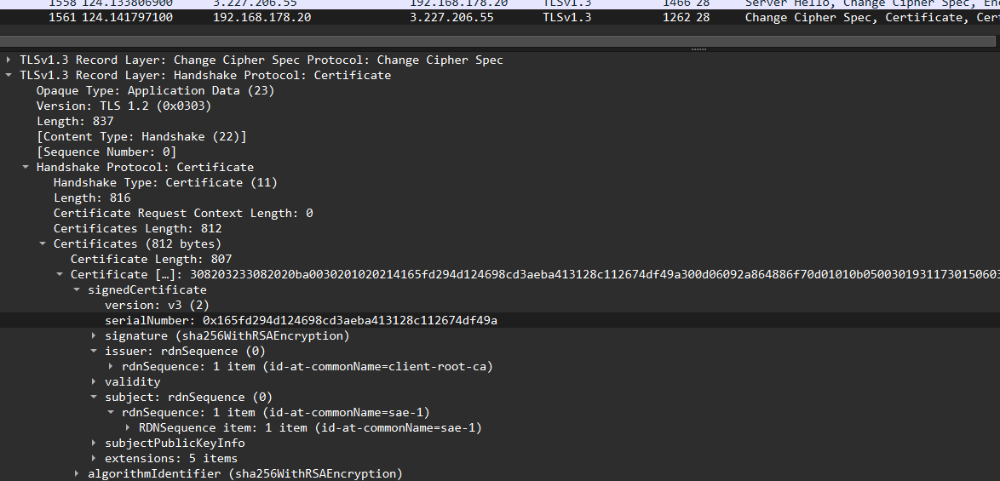 1558 124.133806900 3.227.206.55 192.168.178.20 TLSv1.3 1466 28 Server Hello, Change Cipher Spec, Enc
1561 124.141797100 192.168.178.20 3.227.206.55 TLSv1.3 1262 28 Change Cipher Spec, Certificate, Cer
TLSv1.3 Record Layer: Change Cipher Spec Protocol: Change Cipher Spec
TLSv1.3 Record Layer: Handshake Protocol: Certificate
Opaque Type: Application Data (23)
Version: TLS 1.2 (0x0303)
Length: 837
[Content Type: Handshake (22)]
[Sequence Number: 0]
Handshake Protocol: Certificate
Handshake Type: Certificate (11)
Length: 816
Certificate Request Context Length: 0
Certificates Length: 812
Certificates (812 bytes)
Certificate Length: 807
Certificate […]: 308203233082020ba0030201020214165fd294d124698cd3aeba413128c112674df49a300d06092a864886f70d01010b05003019311730150603
signedCertificate
version: v3 (2)
serialNumber: 0x165fd294d124698cd3aeba413128c112674df49a
signature (sha256WithRSAEncryption)
issuer: rdnSequence (0)
rdnSequence: 1 item (id-at-commonName=client-root-ca)
validity
subject: rdnSequence (0)
rdnSequence: 1 item (id-at-commonName=sae-1)
RDNSequence item: 1 item (id-at-commonName=sae-1)
subjectPublicKeyInfo
extensions: 5 items
algorithmIdentifier (sha256WithRSAEncryption)